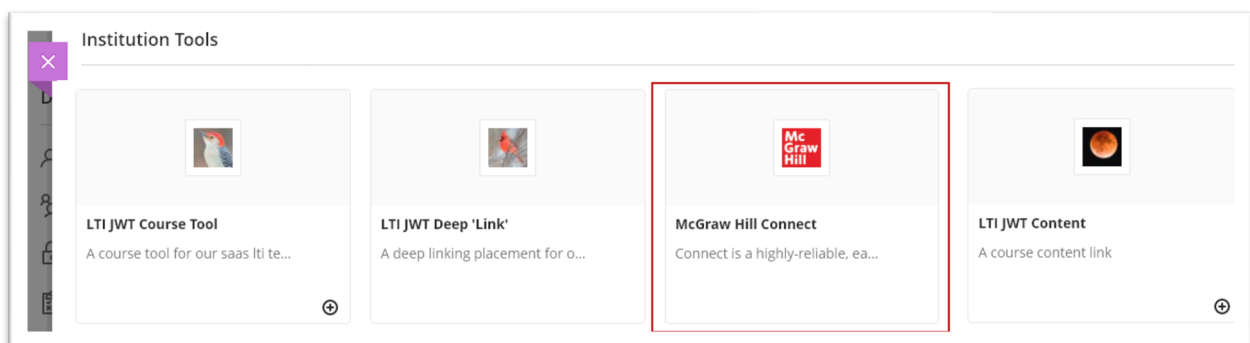 Institution Tools
Mc
Graw
Hill
LTI JWT Course Tool
A course tool for our saas lti te...
LTI JWT Deep 'Link'
A deep linking placement for o...
McGraw Hill Connect
Connect is a highly-reliable, ea...
LTI JWT Content
A course content link